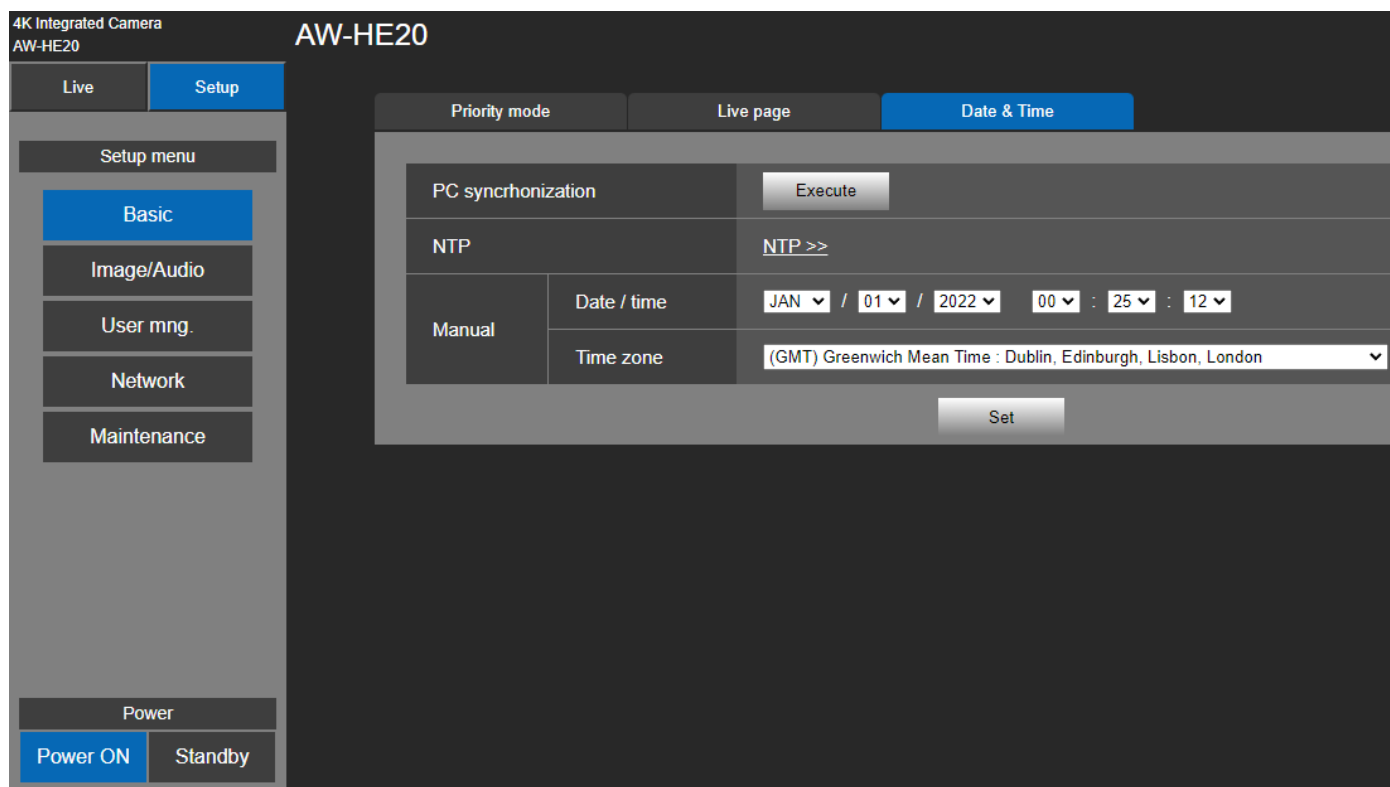 4K Integrated Camera
AW-HE20
AW-HE20
Live Setup
Priority mode Live page Date & Time
Setup menu
Basic
Image/Audio
User mng.
Network
Maintenance
PC syncrhonization Execute
NTP NTP >>
Manual
Date / time JAN / 01 / 2022 00 : 25 : 12
Time zone (GMT) Greenwich Mean Time : Dublin, Edinburgh, Lisbon, London
Set
Power
Power ON Standby